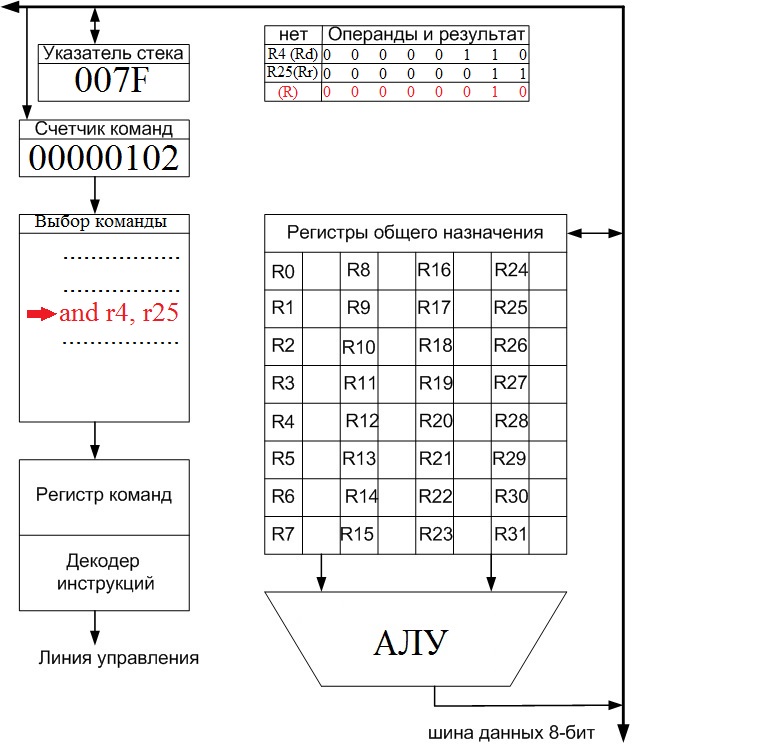 Указатель стека
007F
Счетчик команд
00000102
Выбор команды
....................
....................
and r4, r25
....................
Регистр команд
Декодер
инструкций
Линия управления
нет Операнды и результат
R4 (Rd) 0 0 0 0 0 1 1 0
R25(Rr) 0 0 0 0 0 0 1 1
(R) 0 0 0 0 0 0 1 0
Регистры общего назначения
R0 R8 R16 R24
R1 R9 R17 R25
R2 R10 R18 R26
R3 R11 R19 R27
R4 R12 R20 R28
R5 R13 R21 R29
R6 R14 R22 R30
R7 R15 R23 R31
АЛУ
шина данных 8-бит